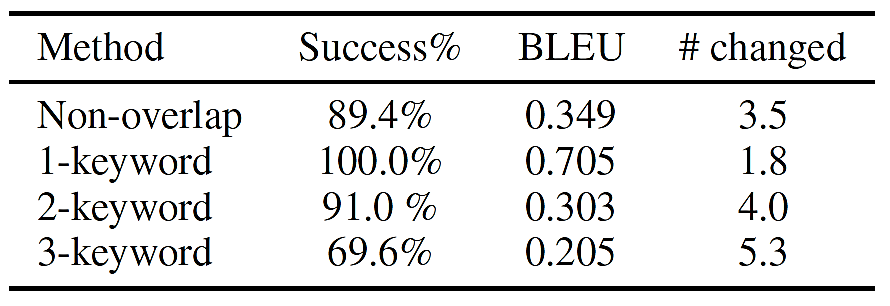 Method Success% BLEU # changed
Non-overlap 89.4% 0.349 3.5
1-keyword 100.0% 0.705 1.8
2-keyword 91.0 % 0.303 4.0
3-keyword 69.6% 0.205 5.3